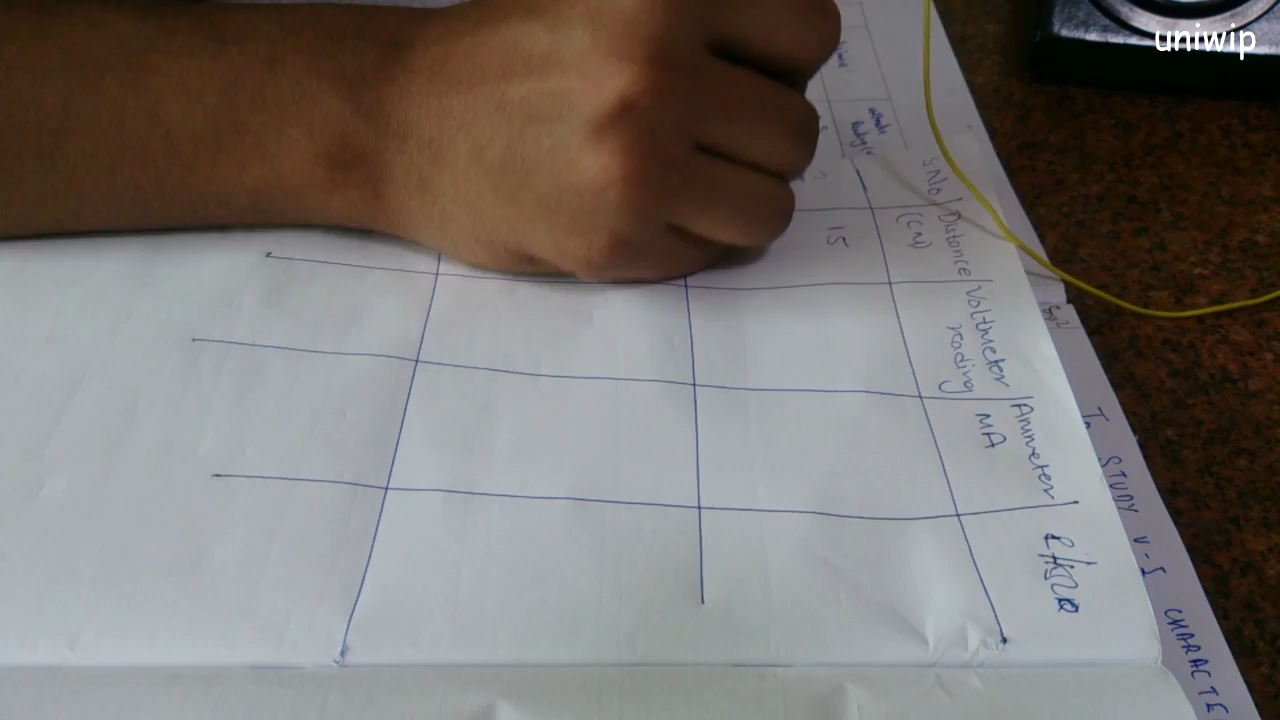 uniwip
S.No
Distance
(CM)
Voltmeter
reading
Ammeter
MA
15
To STUDY V-I CHARACTE